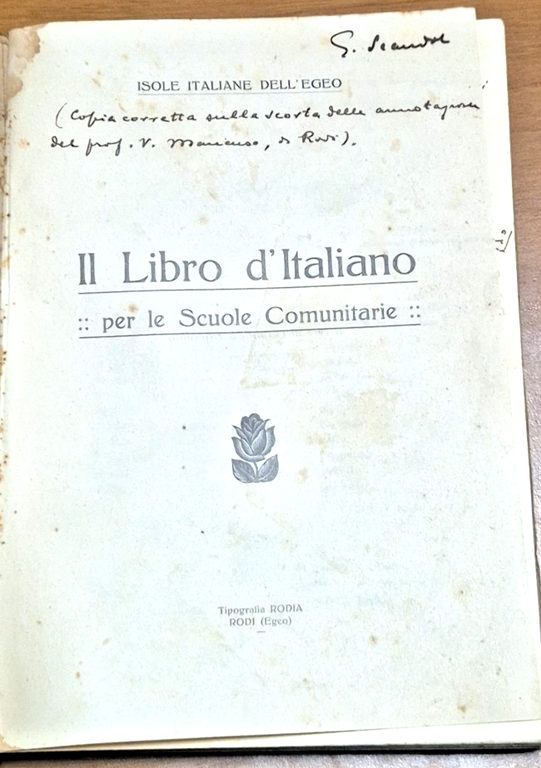 G. Scandol
ISOLE ITALIANE DELL'EGEO
(Copia corretta sulla scorta delle annotazioni
del prof. V. Mancuso, di Rodi).
Il Libro d'Italiano
:: per le Scuole Comunitarie ::
Tipografia RODIA
RODI (Egeo)